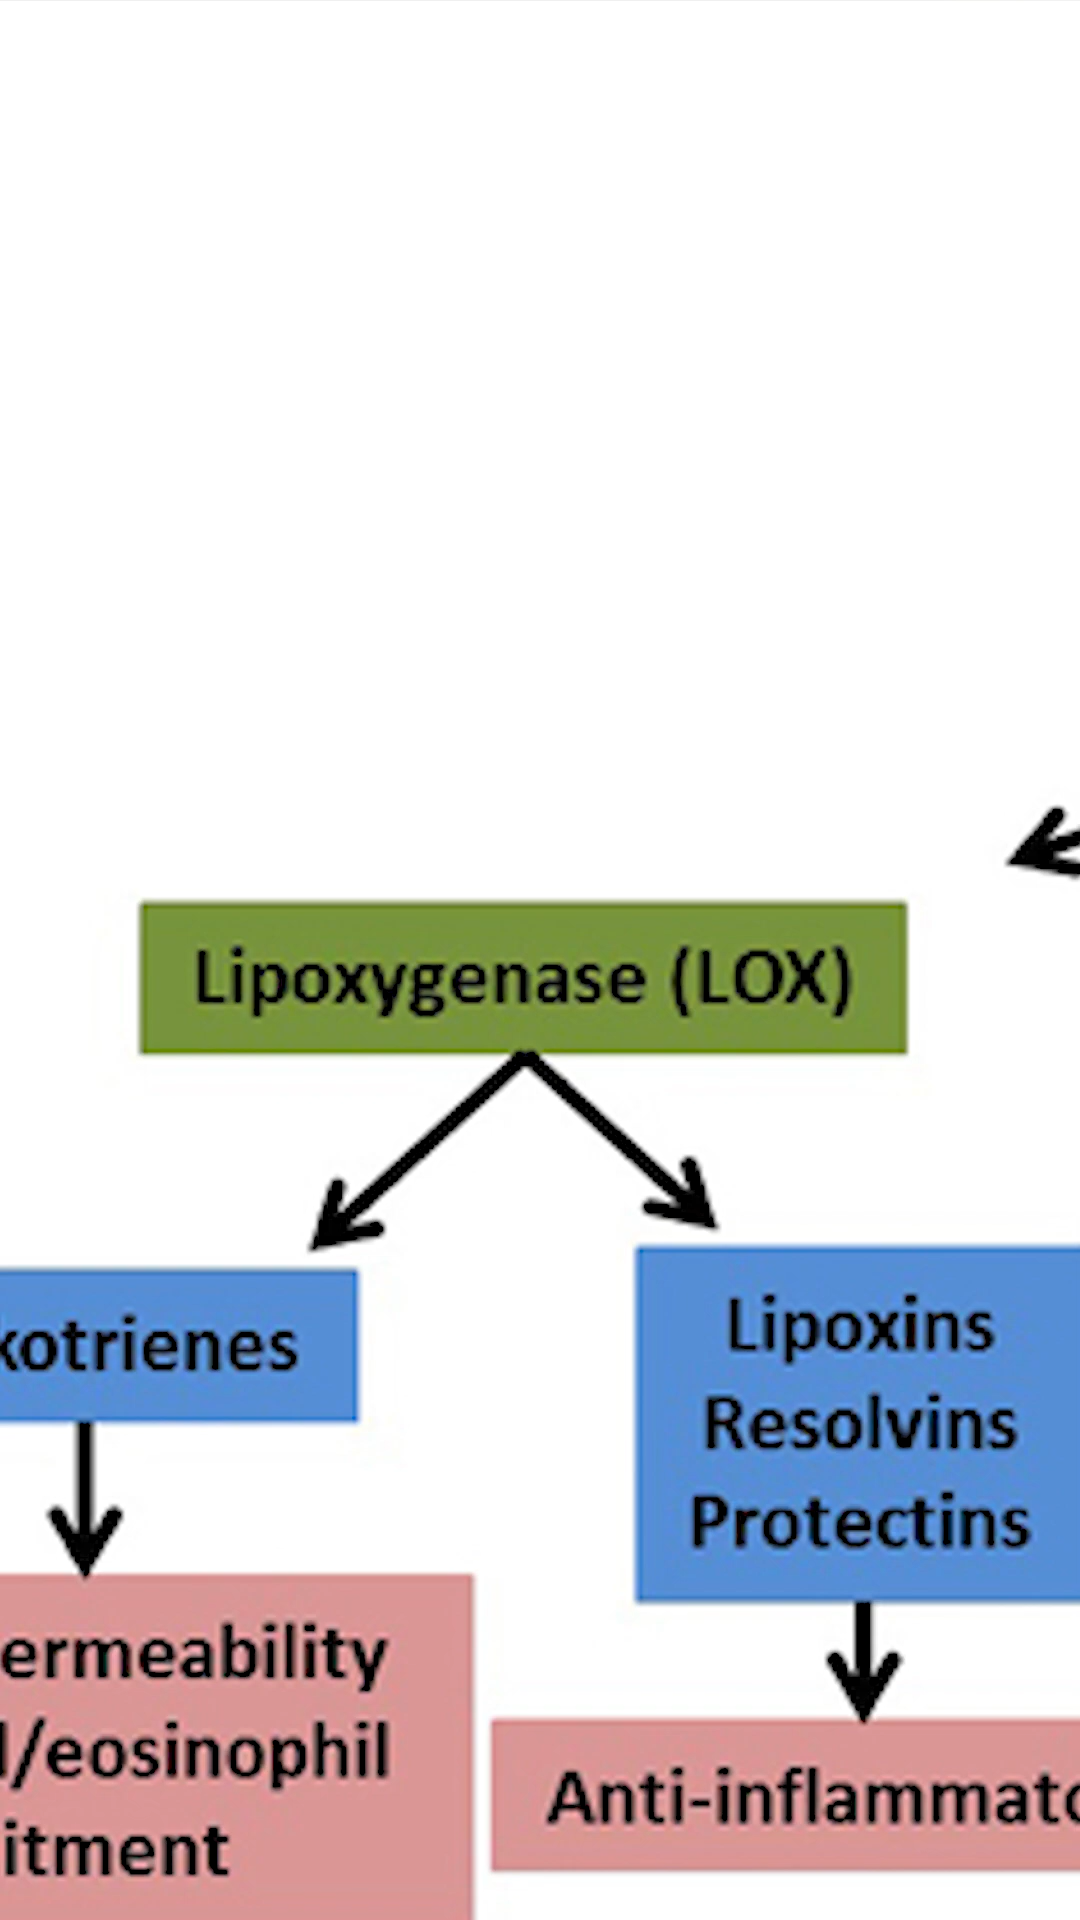 Lipoxygenase (LOX)
kotrienes
Lipoxins
Resolvins
Protectins
ermeability
l/eosinophil
itment
Anti-inflammato